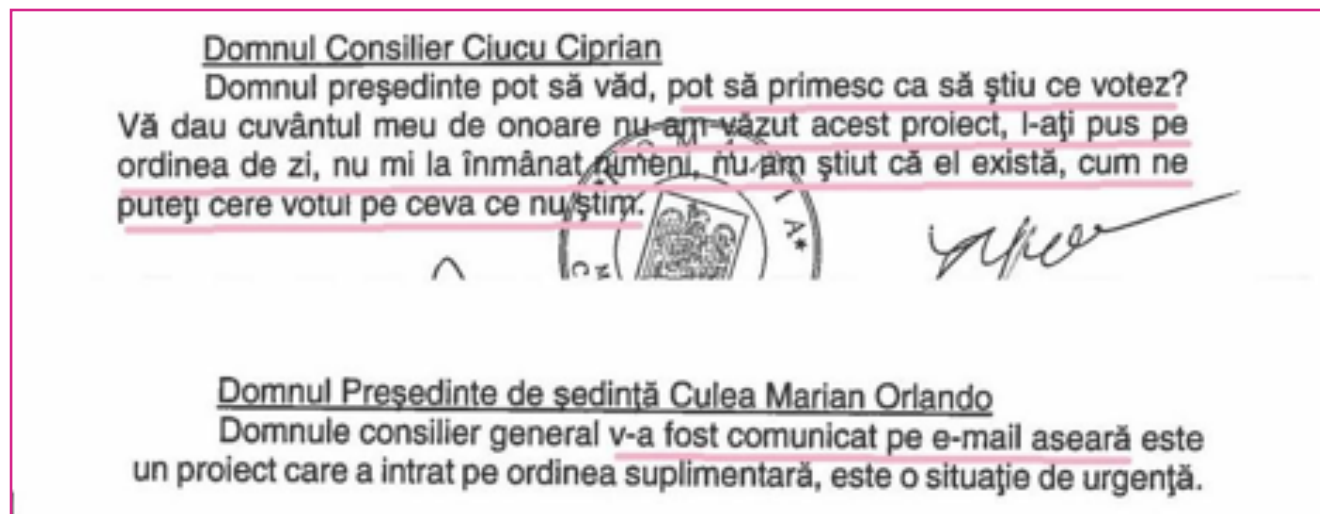 Domnul Consilier Ciucu Ciprian
Domnul preşedinte pot să văd, pot să primesc ca să ştiu ce votez?
Vă dau cuvântul meu de onoare nu am văzut acest proiect, l-aţi pus pe
ordinea de zi, nu mi la înmânat nimeni, nu am ştiut că el există, cum ne
puteţi cere votul pe ceva ce nu ştim.
Domnul Preşedinte de şedinţă Culea Marian Orlando
Domnule consilier general v-a fost comunicat pe e-mail aseară este
un proiect care a intrat pe ordinea suplimentară, este o situaţie de urgenţă.